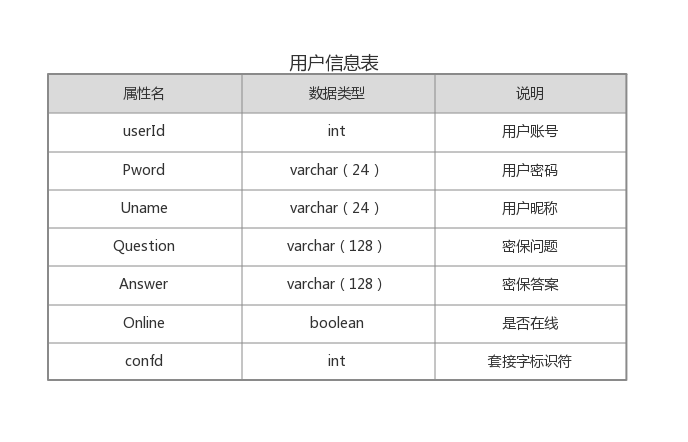 用户信息表
属性名 数据类型 说明
userId int 用户账号
Pword varchar（24） 用户密码
Uname varchar（24） 用户昵称
Question varchar（128） 密保问题
Answer varchar（128） 密保答案
Online boolean 是否在线
confd int 套接字标识符